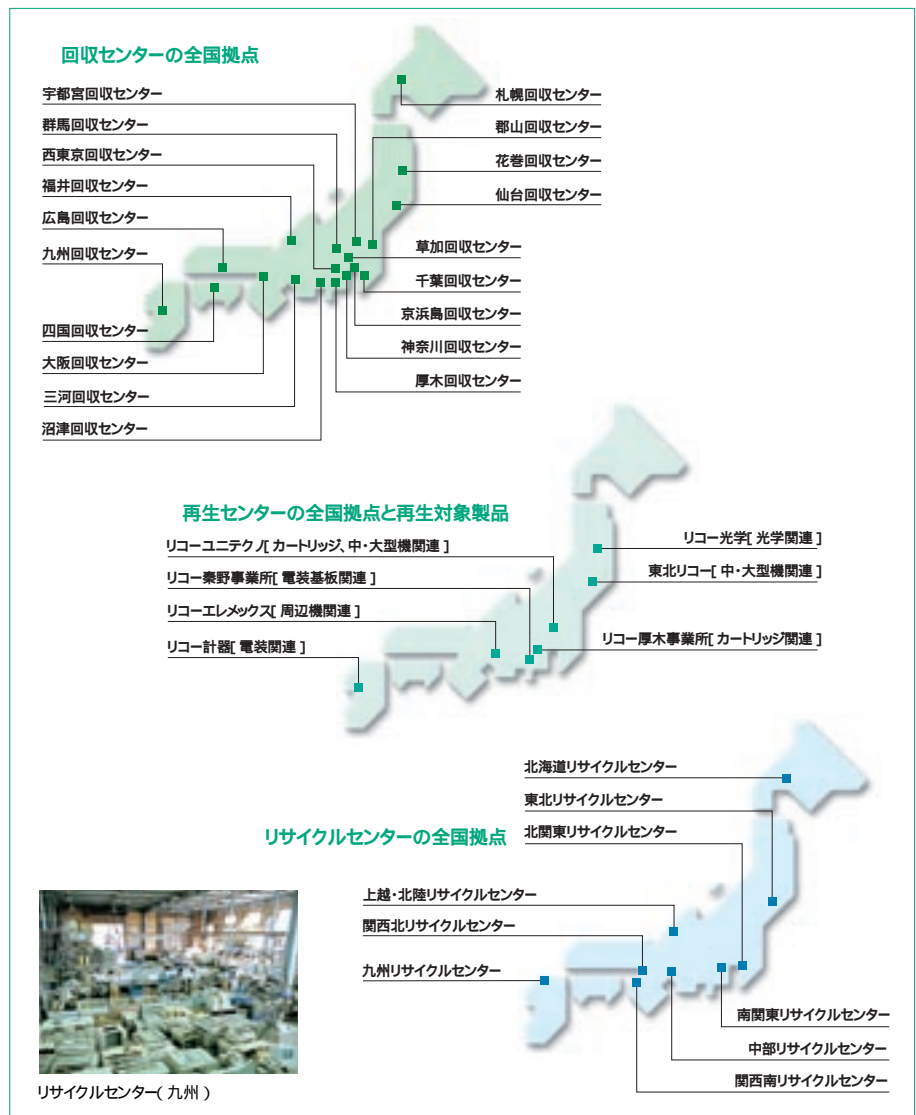 回収センターの全国拠点
宇都宮回収センター
群馬回収センター
西東京回収センター
福井回収センター
広島回収センター
九州回収センター
四国回収センター
大阪回収センター
三河回収センター
沼津回収センター
札幌回収センター
郡山回収センター
花巻回収センター
仙台回収センター
草加回収センター
千葉回収センター
京浜島回収センター
神奈川回収センター
厚木回収センター
再生センターの全国拠点と再生対象製品
リコーユニテクノ[ カートリッジ、中・大型機関連 ]
リコー秦野事業所[ 電装基板関連 ]
リコーエレメックス[ 周辺機関連 ]
リコー計器[ 電装関連 ]
リコー光学[ 光学関連 ]
東北リコー[ 中・大型機関連 ]
リコー厚木事業所[ カートリッジ関連 ]
リサイクルセンターの全国拠点
北海道リサイクルセンター
東北リサイクルセンター
北関東リサイクルセンター
上越・北陸リサイクルセンター
関西北リサイクルセンター
九州リサイクルセンター
南関東リサイクルセンター
中部リサイクルセンター
関西南リサイクルセンター
リサイクルセンター( 九州 )